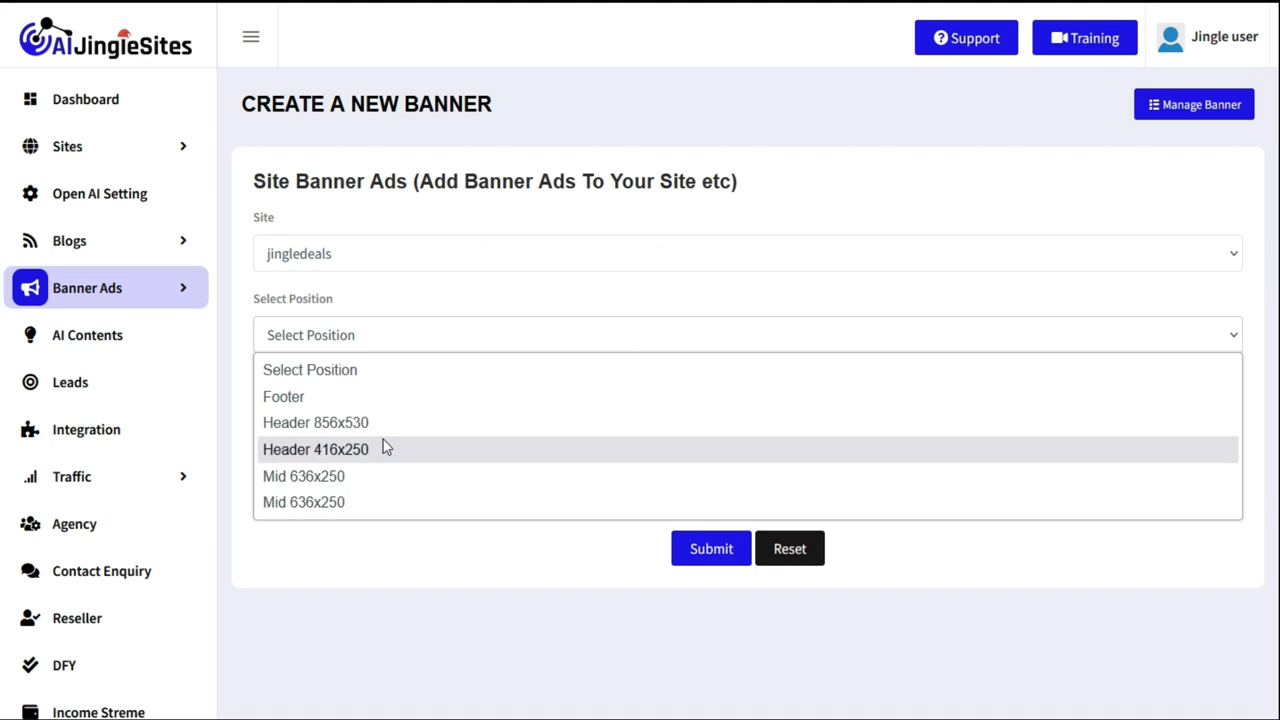 AIJingleSites
Support
Training
Jingle user
Dashboard
Sites
Open AI Setting
Blogs
Banner Ads
AI Contents
Leads
Integration
Traffic
Agency
Contact Enquiry
Reseller
DFY
Income Streme
CREATE A NEW BANNER
Manage Banner
Site Banner Ads (Add Banner Ads To Your Site etc)
Site
jingledeals
Select Position
Select Position
Select Position
Footer
Header 856x530
Header 416x250
Mid 636x250
Mid 636x250
Submit
Reset